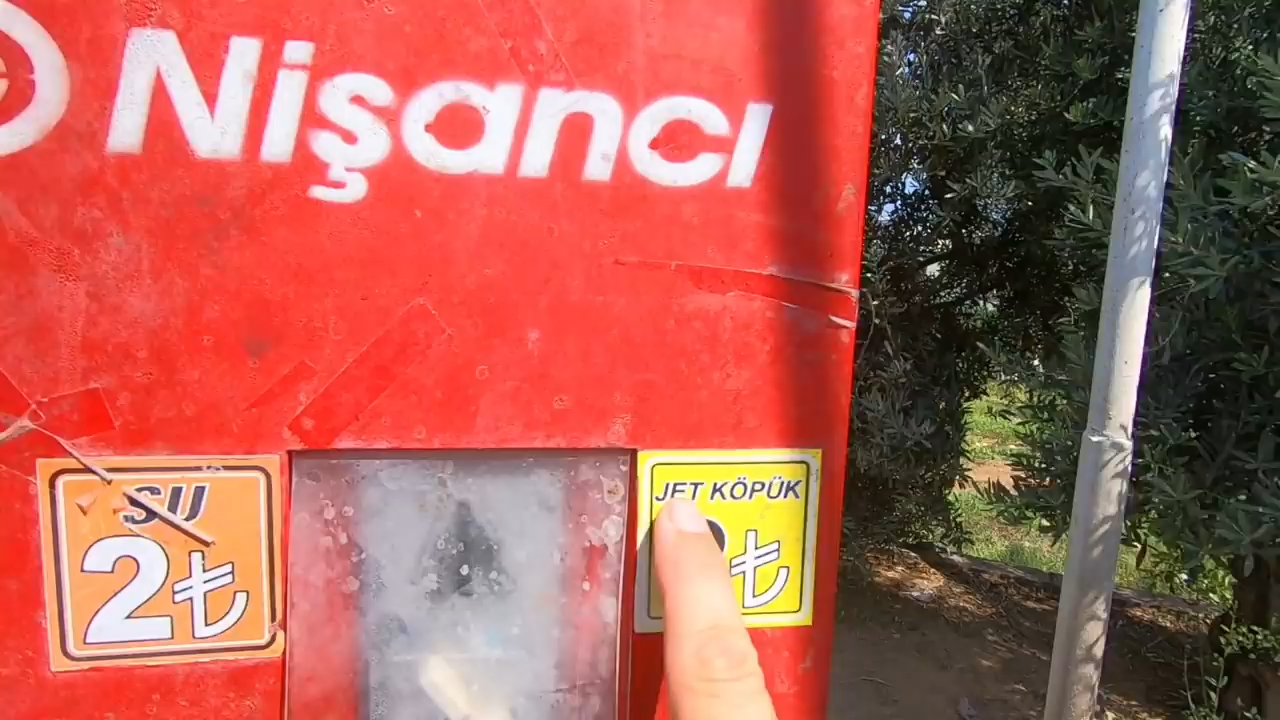 Nişancı
SU
2₺
JET KÖPÜK
₺